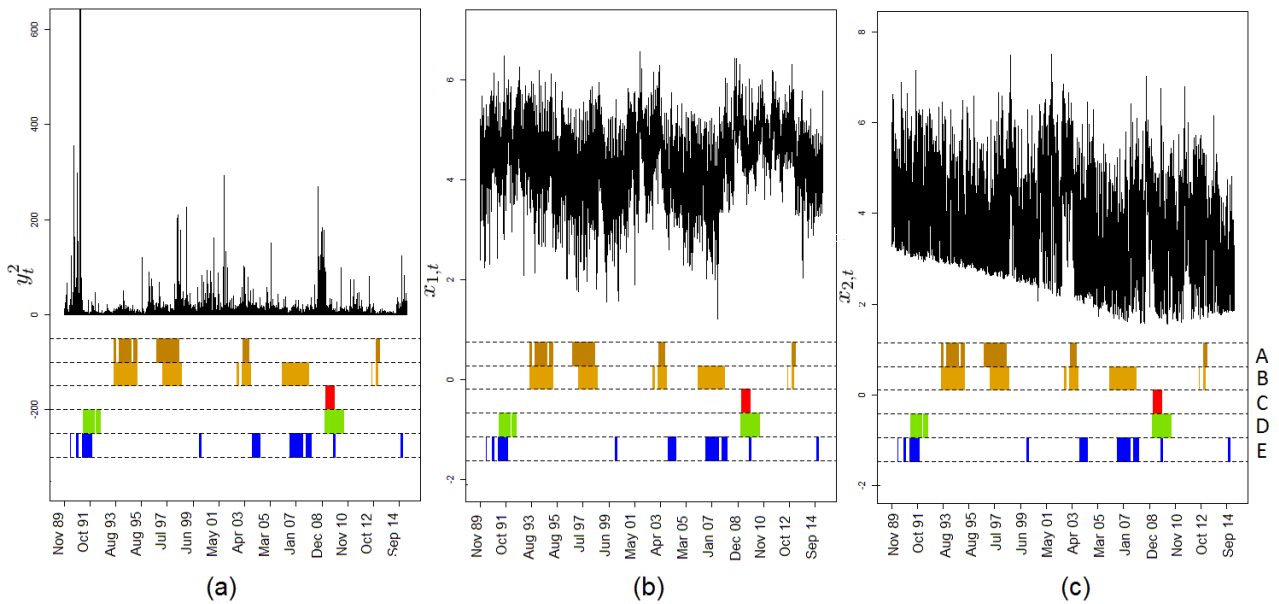 600
400
200
0
-200
y_t^2
Nov 89
Oct 91
Aug 93
Aug 95
Jul 97
Jun 99
May 01
Apr 03
Mar 05
Jan 07
Dec 08
Nov 10
Oct 12
Sep 14
(a)
6
4
2
0
-2
x_{1,t}
Nov 89
Oct 91
Aug 93
Aug 95
Jul 97
Jun 99
May 01
Apr 03
Mar 05
Jan 07
Dec 08
Nov 10
Oct 12
Sep 14
(b)
8
6
4
2
0
-2
x_{2,t}
A
B
C
D
E
Nov 89
Oct 91
Aug 93
Aug 95
Jul 97
Jun 99
May 01
Apr 03
Mar 05
Jan 07
Dec 08
Nov 10
Oct 12
Sep 14
(c)